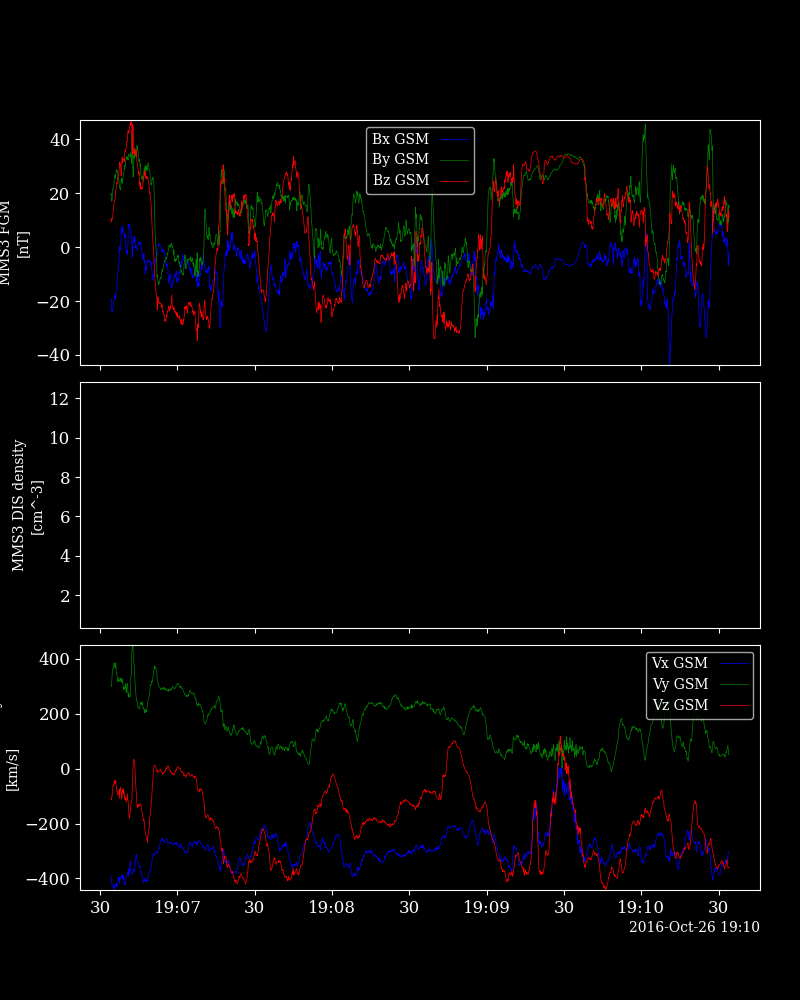 40
20
0
−20
−40
MMS3 FGM
[nT]
Bx GSM
By GSM
Bz GSM
12
10
8
6
4
2
MMS3 DIS density
[cm^-3]
400
200
0
−200
−400
[km/s]
Vx GSM
Vy GSM
Vz GSM
30 19:07 30 19:08 30 19:09 30 19:10 30
2016-Oct-26 19:10